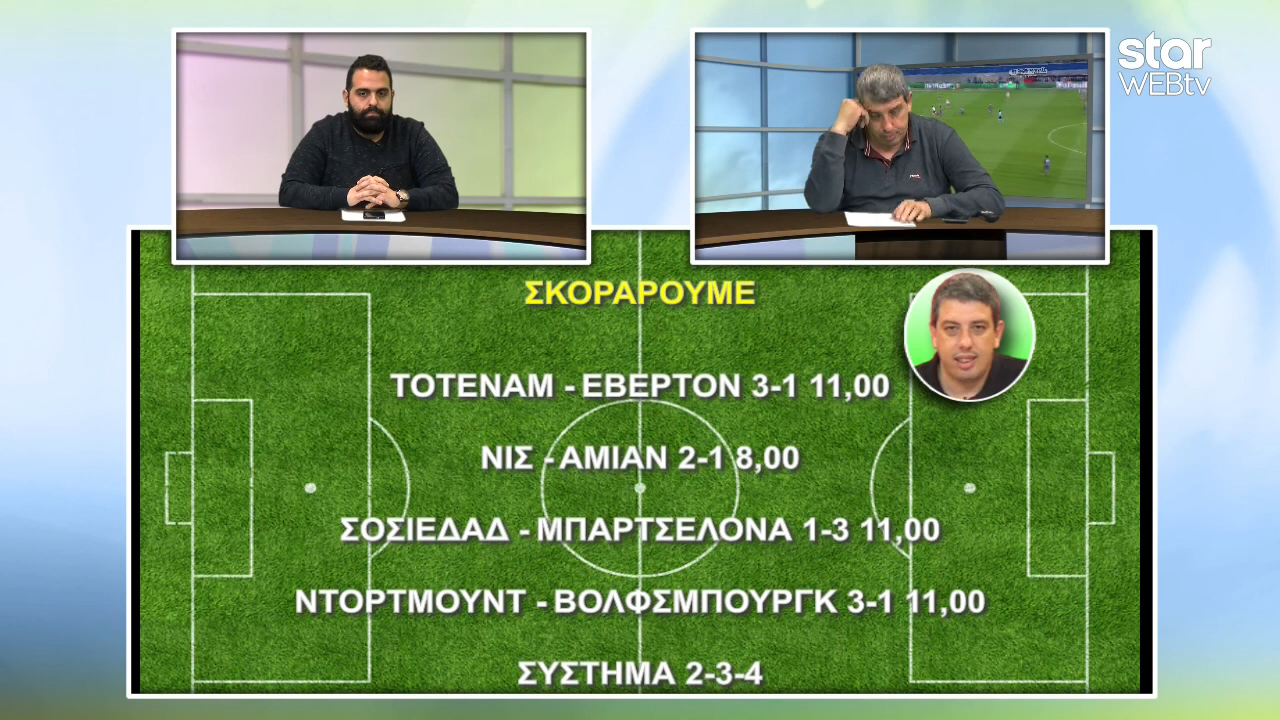 star
WEBtv
ΣΚΟΡΑΡΟΥΜΕ
ΤΟΤΕΝΑΜ - ΕΒΕΡΤΟΝ 3-1 11,00
ΝΙΣ - ΑΜΙΑΝ 2-1 8,00
ΣΟΣΙΕΔΑΔ - ΜΠΑΡΤΣΕΛΟΝΑ 1-3 11,00
ΝΤΟΡΤΜΟΥΝΤ - ΒΟΛΦΣΜΠΟΥΡΓΚ 3-1 11,00
ΣΥΣΤΗΜΑ 2-3-4